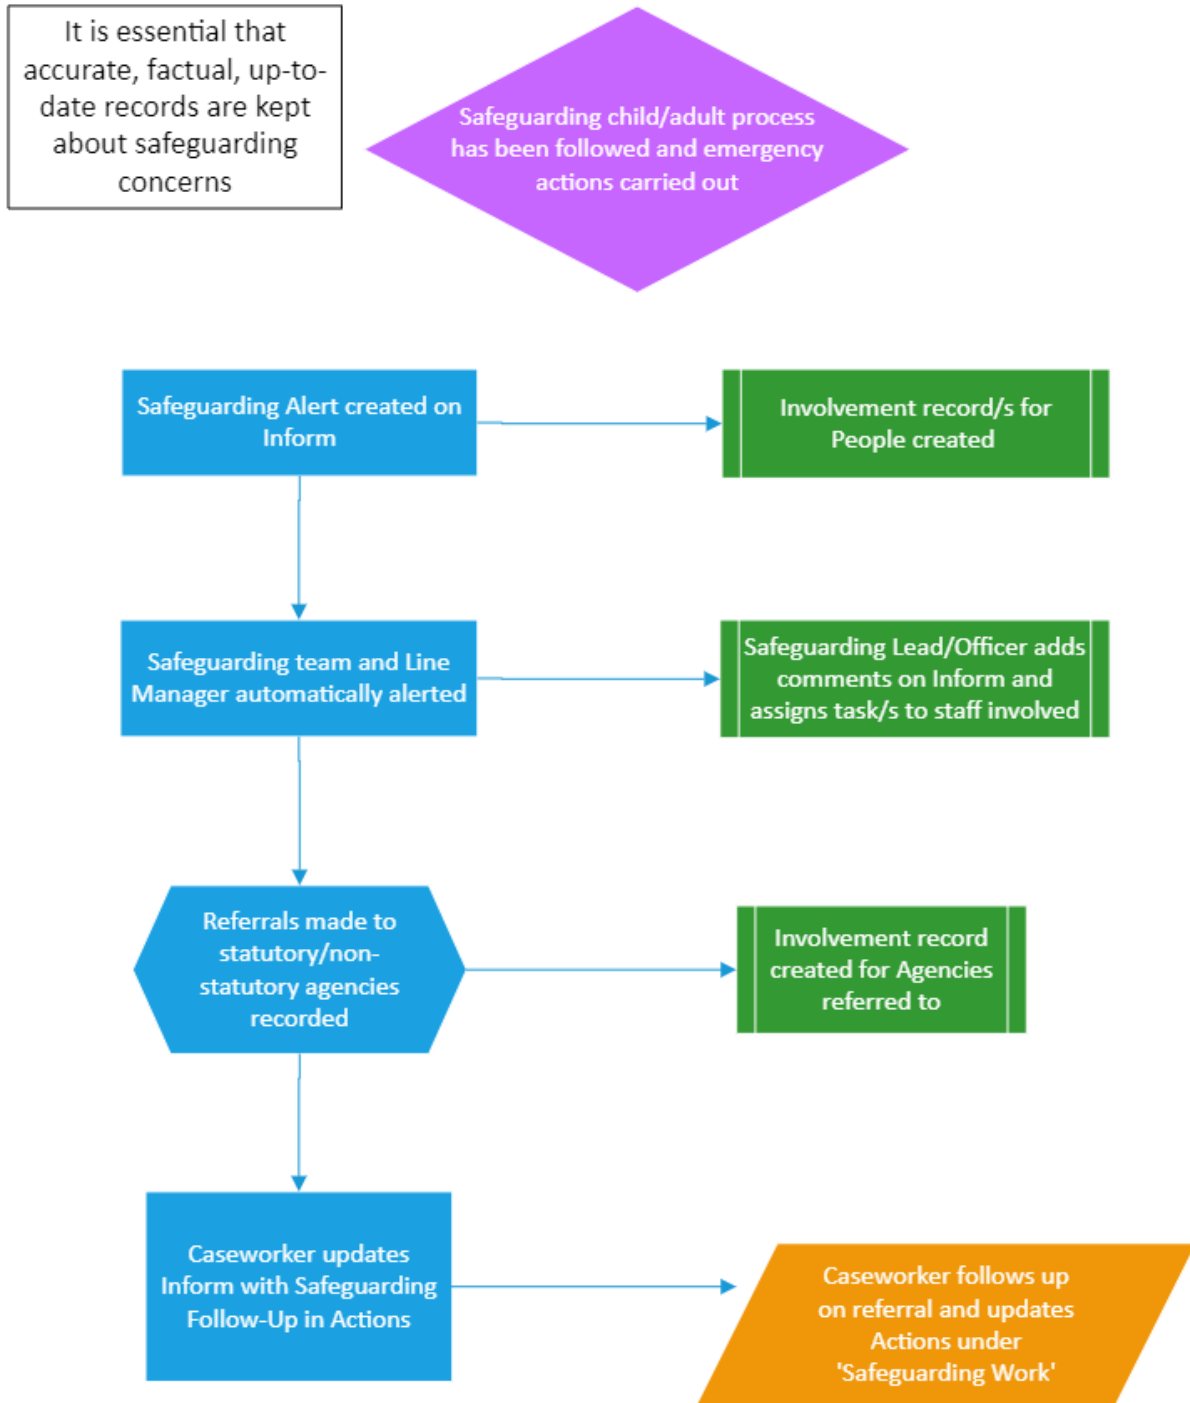 It is essential that
accurate, factual, up-to-
date records are kept
about safeguarding
concerns
Safeguarding child/adult process
has been followed and emergency
actions carried out
Safeguarding Alert created on
Inform
Involvement record/s for
People created
Safeguarding team and Line
Manager automatically alerted
Safeguarding Lead/Officer adds
comments on Inform and
assigns task/s to staff involved
Referrals made to
statutory/non-
statutory agencies
recorded
Involvement record
created for Agencies
referred to
Caseworker updates
Inform with Safeguarding
Follow-Up in Actions
Caseworker follows up
on referral and updates
Actions under
'Safeguarding Work'